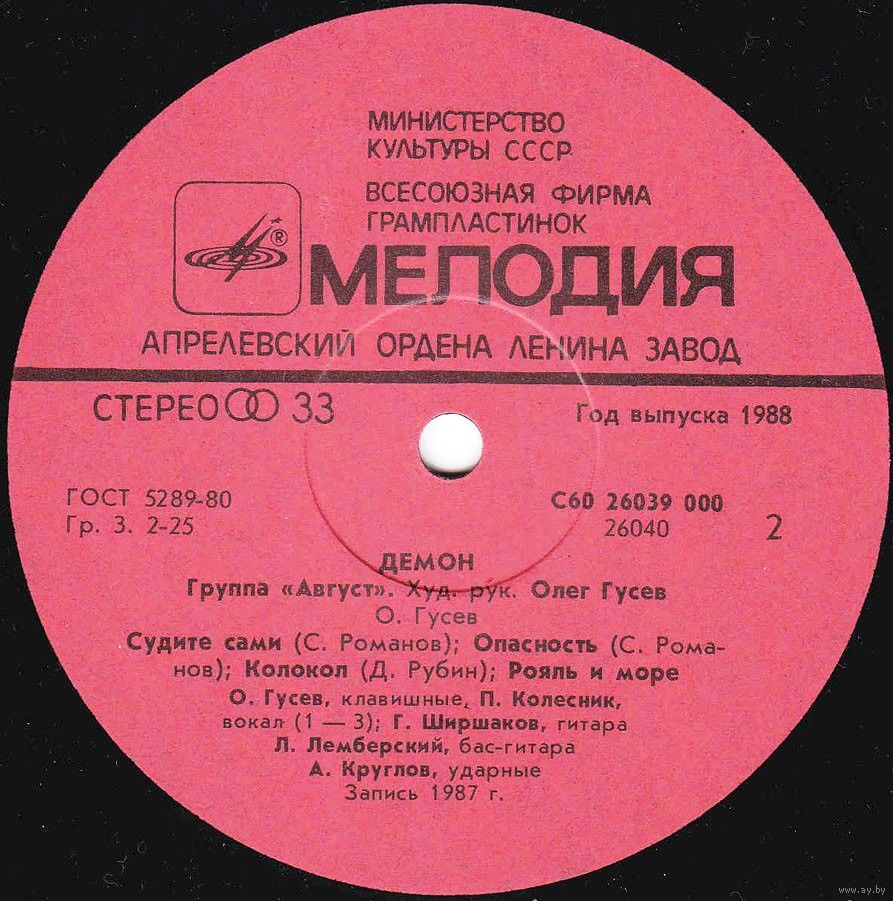 МИНИСТЕРСТВО
КУЛЬТУРЫ СССР
ВСЕСОЮЗНАЯ ФИРМА
ГРАМПЛАСТИНОК
®
МЕЛОДИЯ
АПРЕЛЕВСКИЙ ОРДЕНА ЛЕНИНА ЗАВОД
СТЕРЕО 33
Год выпуска 1988
ГОСТ 5289-80
Гр. 3. 2-25
С60 26039 000
26040
2
ДЕМОН
Группа «Август». Худ. рук. Олег Гусев
О. Гусев
Судите сами (С. Романов); Опасность (С. Рома-
нов); Колокол (Д. Рубин); Рояль и море
О. Гусев, клавишные, П. Колесник,
вокал (1 — 3); Г. Ширшаков, гитара
Л. Лемберский, бас-гитара
А. Круглов, ударные
Запись 1987 г.
www.ay.by